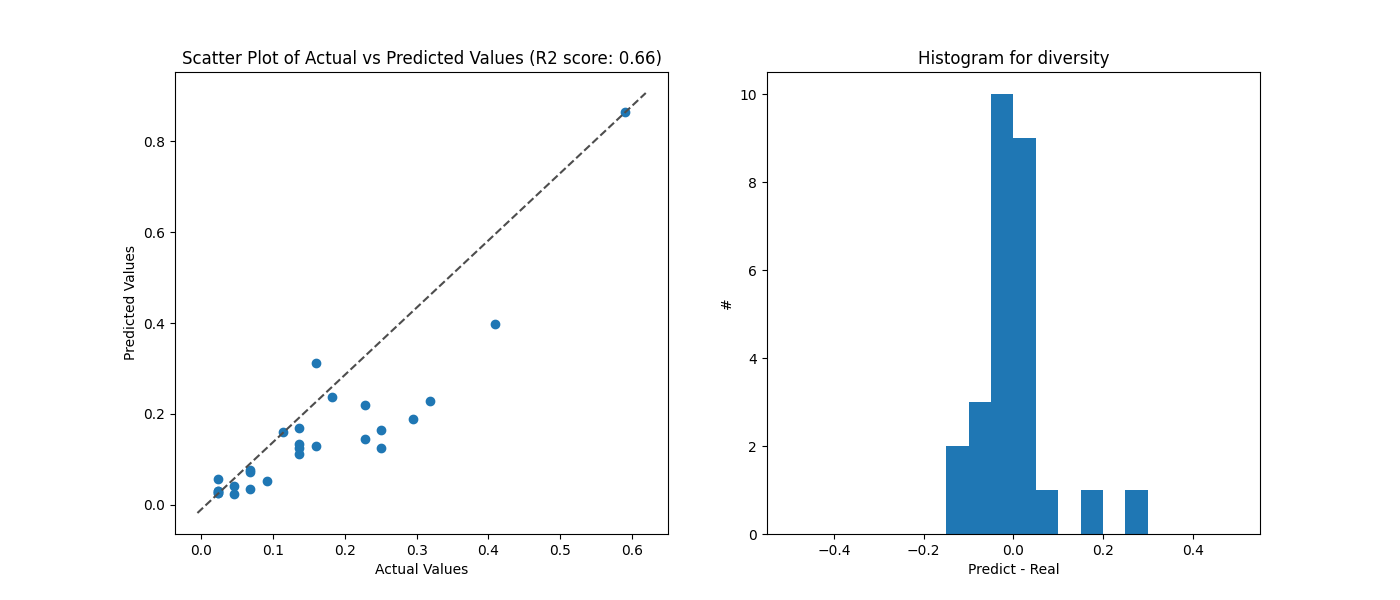 Scatter Plot of Actual vs Predicted Values (R2 score: 0.66)
Predicted Values
0.8
0.6
0.4
0.2
0.0
0.0 0.1 0.2 0.3 0.4 0.5 0.6
Actual Values
Histogram for diversity
#
10
8
6
4
2
0
−0.4 −0.2 0.0 0.2 0.4
Predict - Real